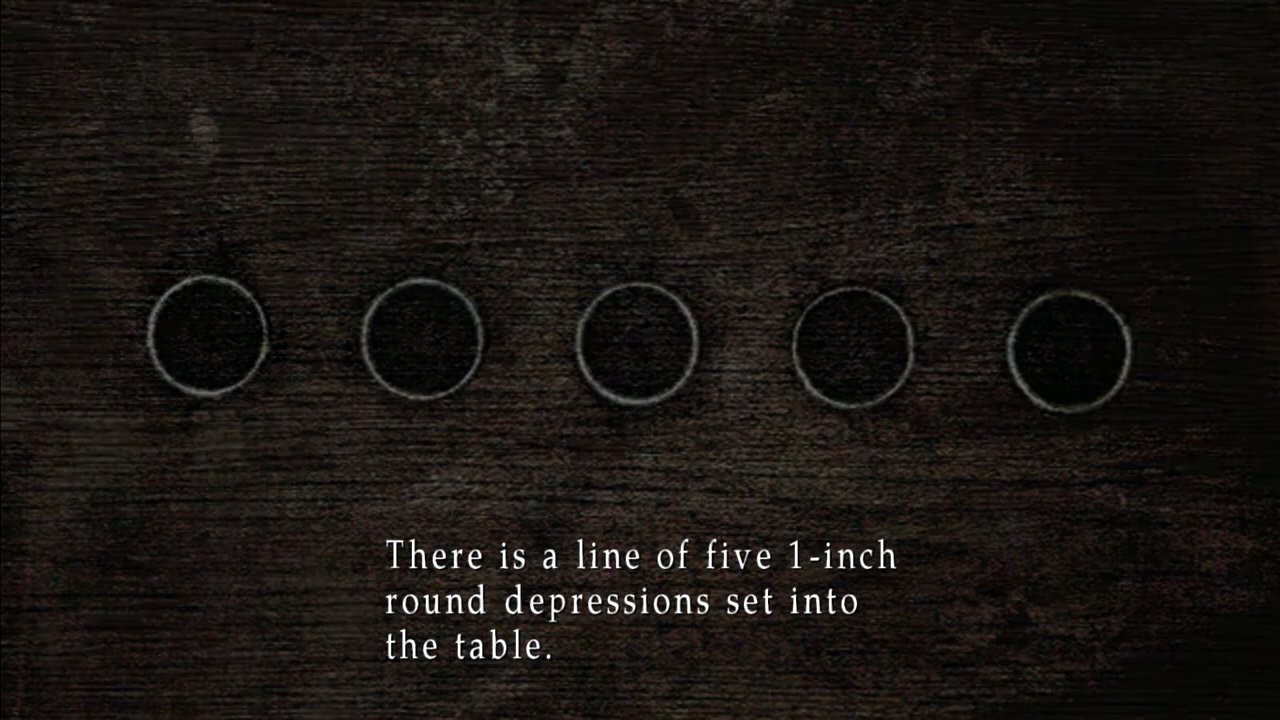 There is a line of five 1-inch
round depressions set into
the table.